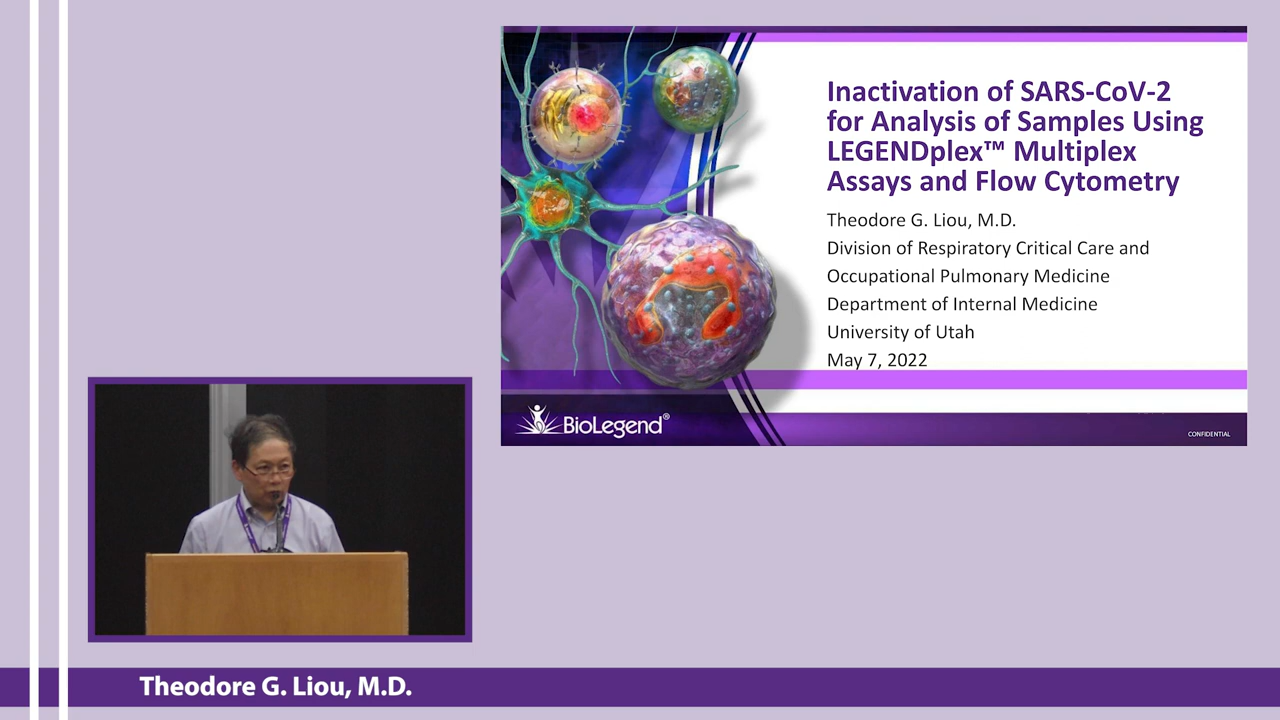 Inactivation of SARS-CoV-2
for Analysis of Samples Using
LEGENDplex™ Multiplex
Assays and Flow Cytometry
Theodore G. Liou, M.D.
Division of Respiratory Critical Care and
Occupational Pulmonary Medicine
Department of Internal Medicine
University of Utah
May 7, 2022
BioLegend®
CONFIDENTIAL
Theodore G. Liou, M.D.